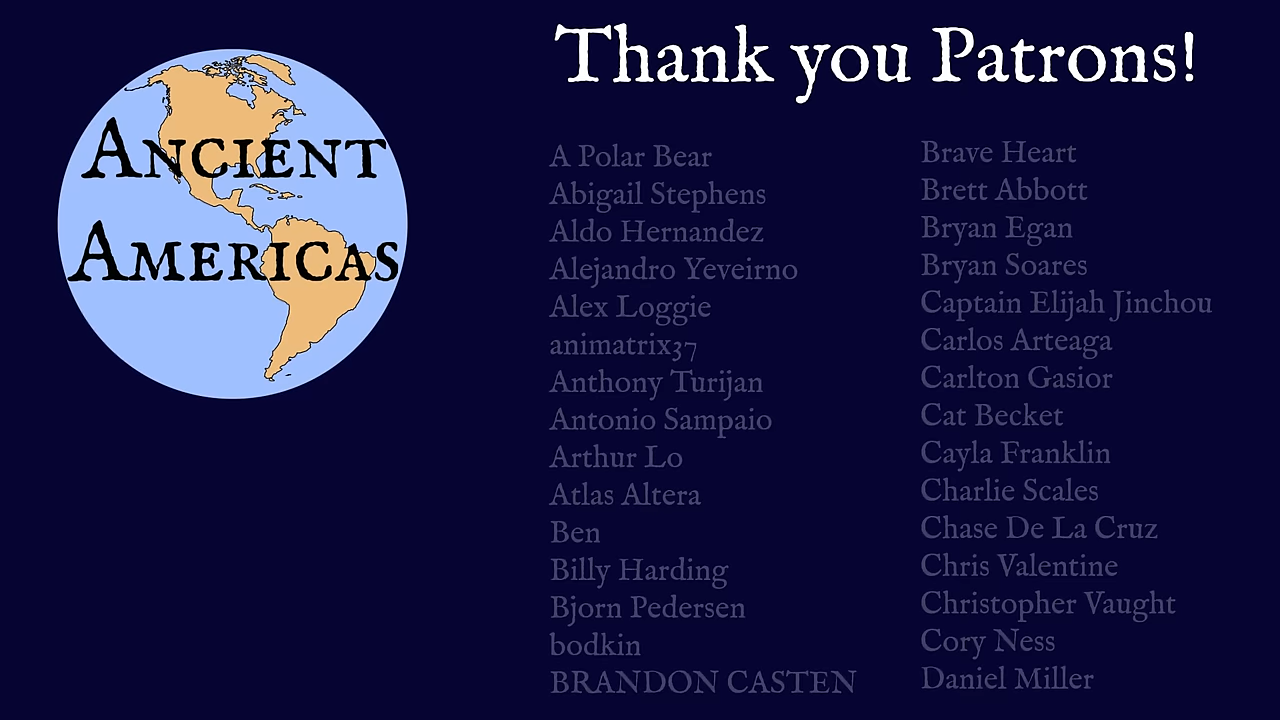 Ancient
Americas
Thank you Patrons!
A Polar Bear
Abigail Stephens
Aldo Hernandez
Alejandro Yeveirno
Alex Loggie
animatrix37
Anthony Turijan
Antonio Sampaio
Arthur Lo
Atlas Altera
Ben
Billy Harding
Bjorn Pedersen
bodkin
BRANDON CASTEN
Brave Heart
Brett Abbott
Bryan Egan
Bryan Soares
Captain Elijah Jinchou
Carlos Arteaga
Carlton Gasior
Cat Becket
Cayla Franklin
Charlie Scales
Chase De La Cruz
Chris Valentine
Christopher Vaught
Cory Ness
Daniel Miller